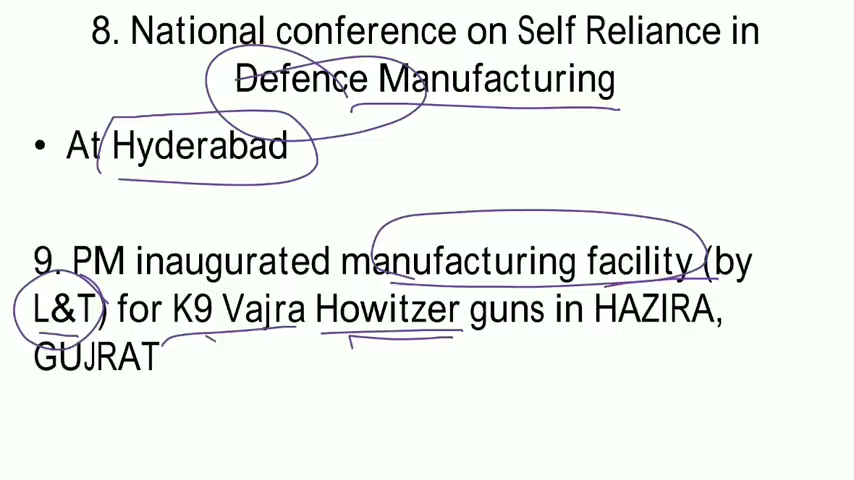 8. National conference on Self Reliance in
Defence Manufacturing
• At Hyderabad
9. PM inaugurated manufacturing facility (by
L&T) for K9 Vajra Howitzer guns in HAZIRA,
GUJRAT